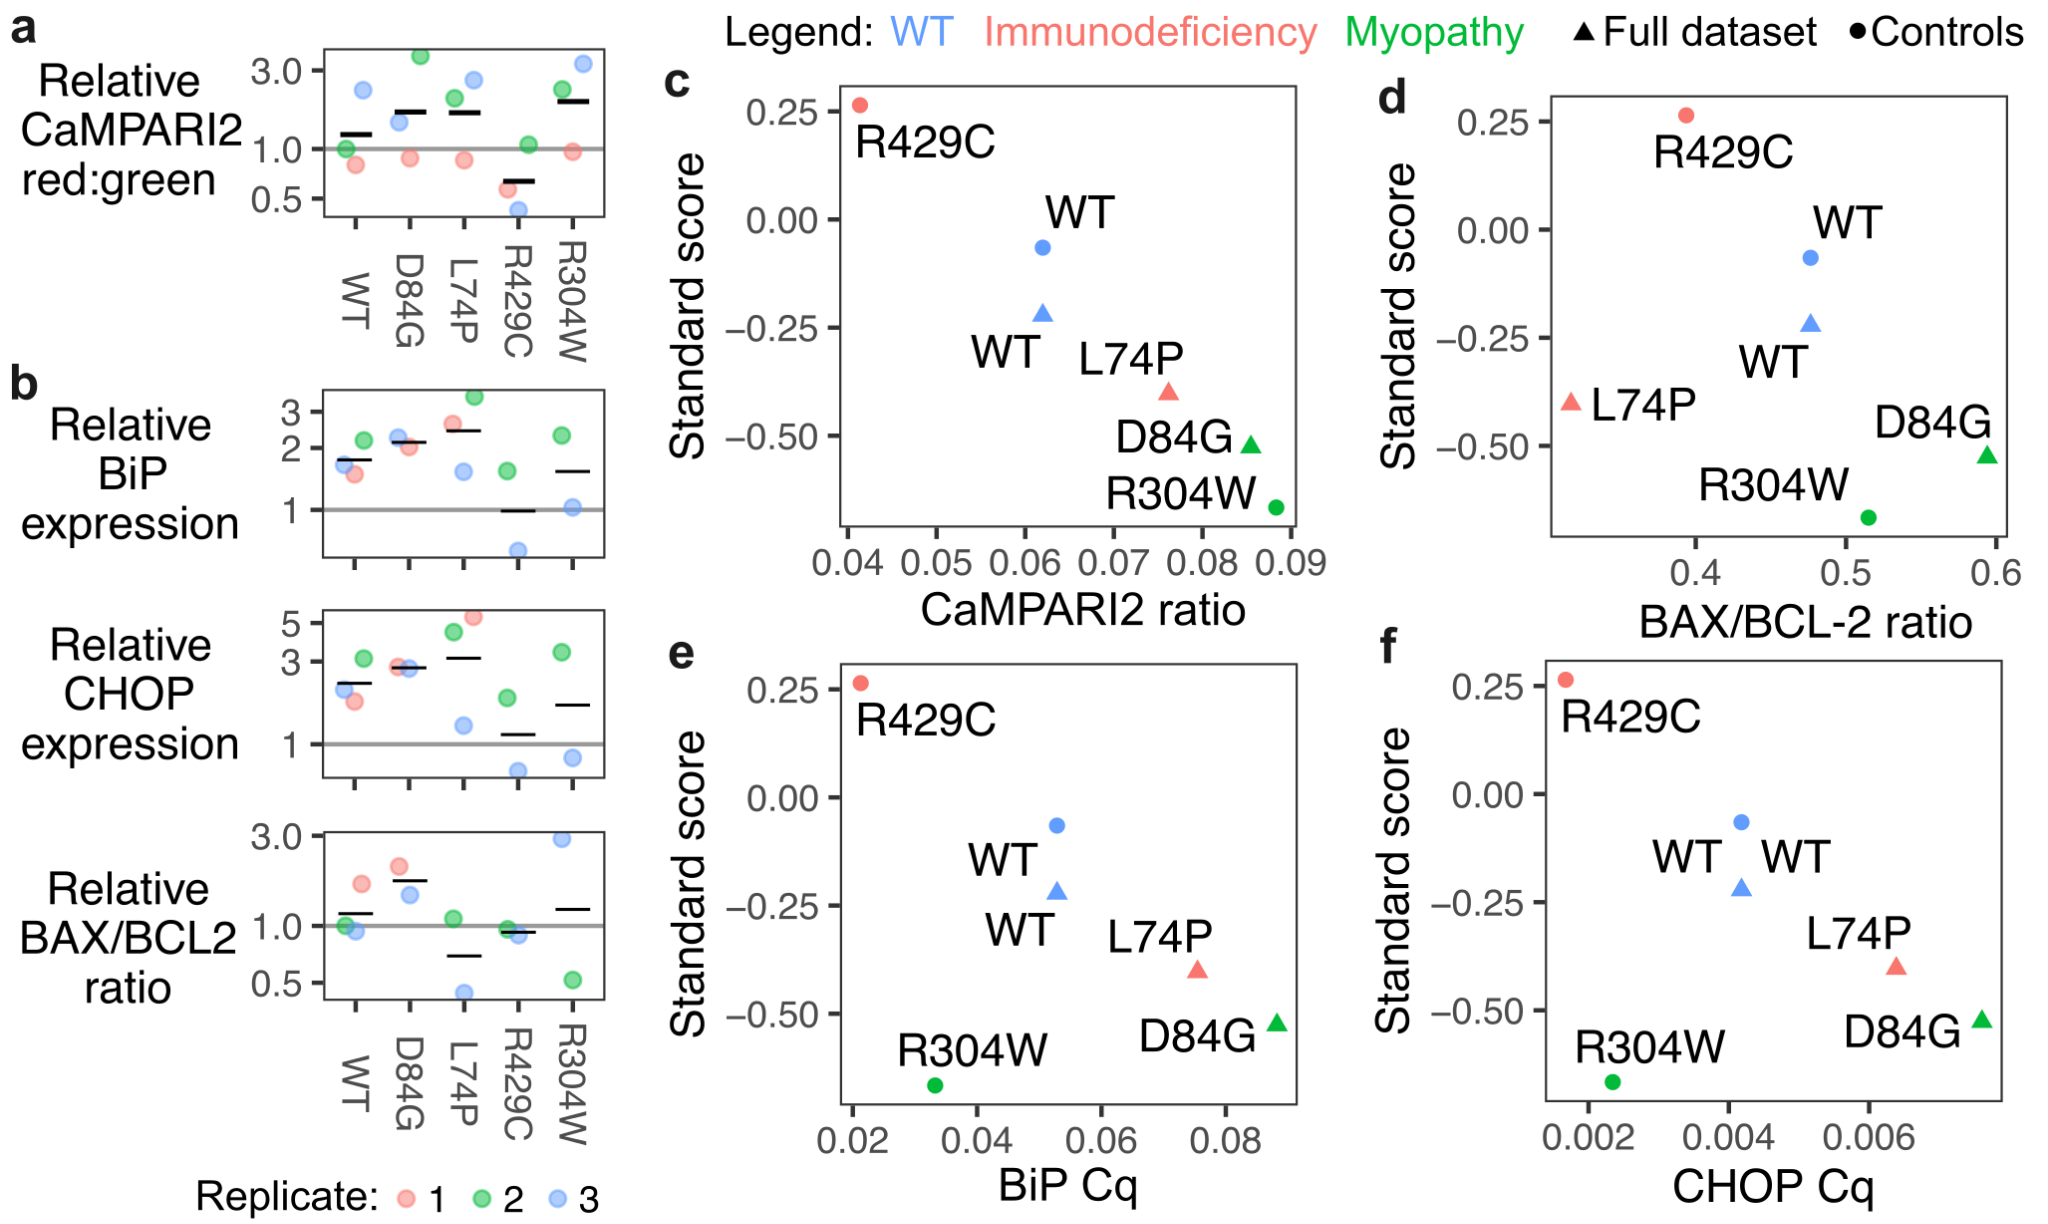 a
Relative
CaMPARI2
red:green
3.0
1.0
0.5
WT
D84G
L74P
R429C
R304W
b
Relative
BiP
expression
3
2
1
Relative
CHOP
expression
5
3
1
Relative
BAX/BCL2
ratio
3.0
1.0
0.5
WT
D84G
L74P
R429C
R304W
Replicate: 1 2 3
Legend: WT Immunodeficiency Myopathy Full dataset Controls
c
Standard score
0.25
0.00
−0.25
−0.50
R429C
WT
WT
L74P
D84G
R304W
0.04 0.05 0.06 0.07 0.08 0.09
CaMPARI2 ratio
d
Standard score
0.25
0.00
−0.25
−0.50
R429C
WT
WT
L74P
D84G
R304W
0.4 0.5 0.6
BAX/BCL-2 ratio
e
Standard score
0.25
0.00
−0.25
−0.50
R429C
WT
WT
L74P
D84G
R304W
0.02 0.04 0.06 0.08
BiP Cq
f
Standard score
0.25
0.00
−0.25
−0.50
R429C
WT WT
L74P
D84G
R304W
0.002 0.004 0.006
CHOP Cq